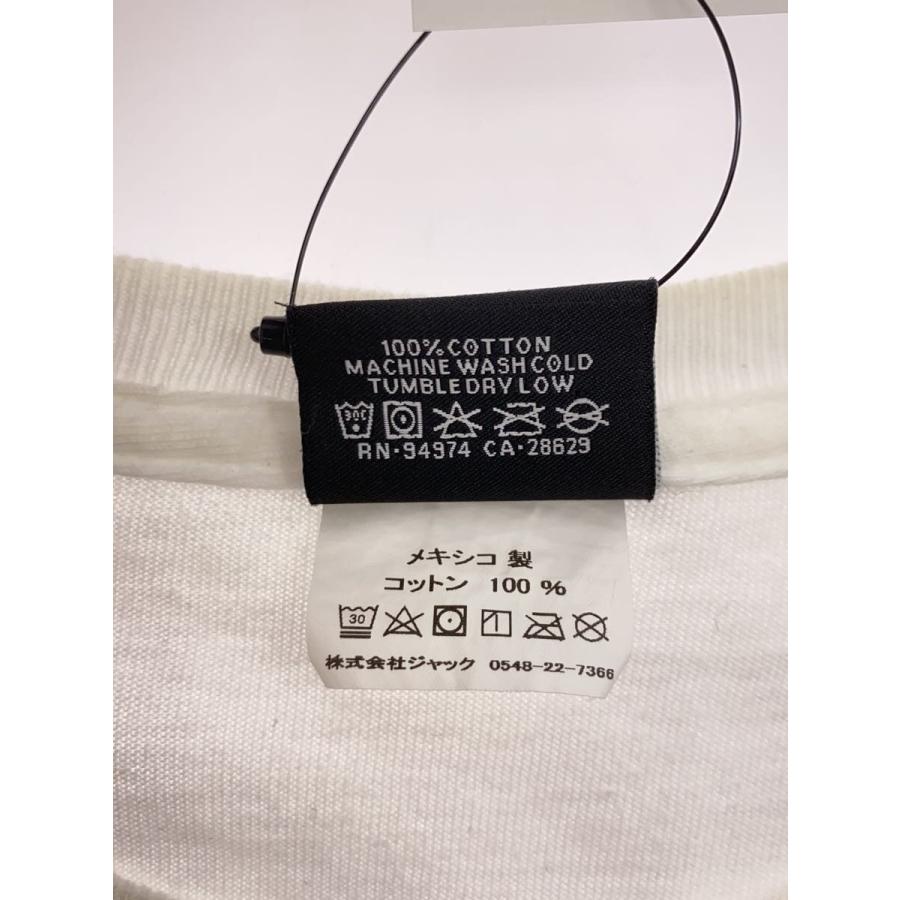 100% COTTON
MACHINE WASH COLD
TUMBLE DRY LOW
30C
RN-94974 CA-28629
メキシコ 製
コットン 100 %
30
株式会社ジャック 0548-22-7366